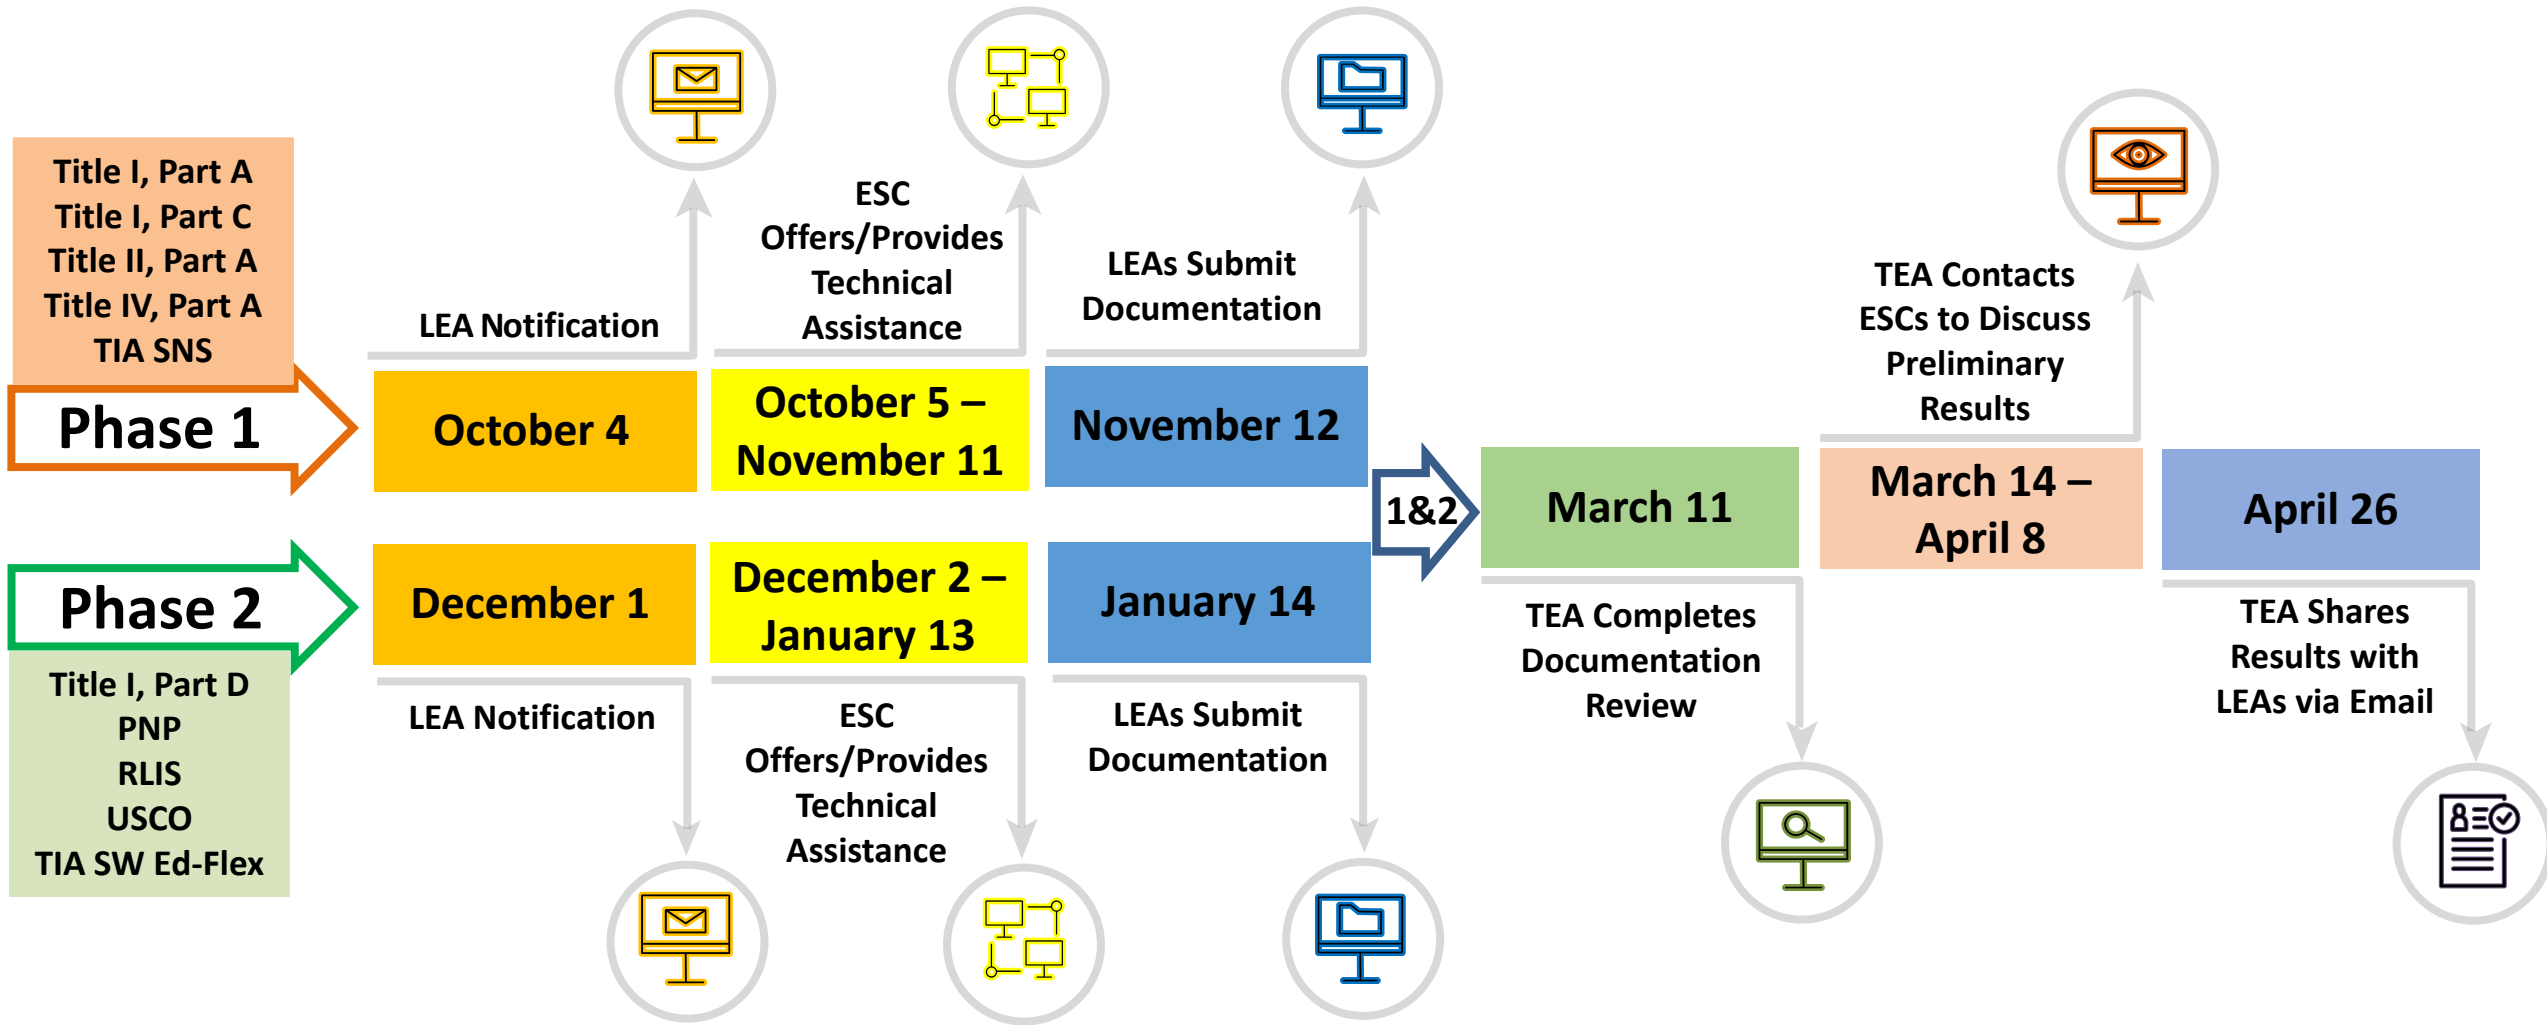 Title I, Part A
Title I, Part C
Title II, Part A
Title IV, Part A
TIA SNS
Phase 1
LEA Notification
October 4
ESC
Offers/Provides
Technical
Assistance
October 5 –
November 11
LEAs Submit
Documentation
November 12
Phase 2
Title I, Part D
PNP
RLIS
USCO
TIA SW Ed-Flex
December 1
LEA Notification
December 2 –
January 13
ESC
Offers/Provides
Technical
Assistance
January 14
LEAs Submit
Documentation
1&2
March 11
TEA Completes
Documentation
Review
TEA Contacts
ESCs to Discuss
Preliminary
Results
March 14 –
April 8
April 26
TEA Shares
Results with
LEAs via Email